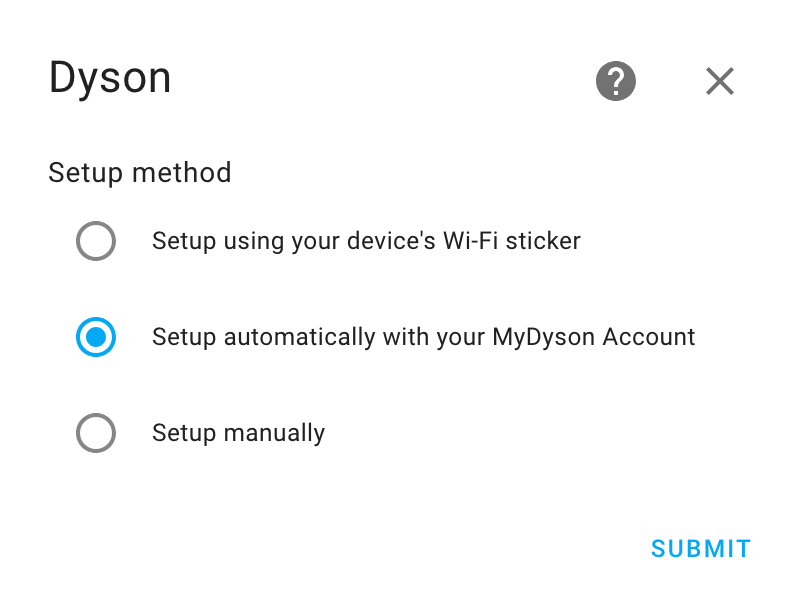 Dyson
Setup method
Setup using your device's Wi-Fi sticker
Setup automatically with your MyDyson Account
Setup manually
SUBMIT